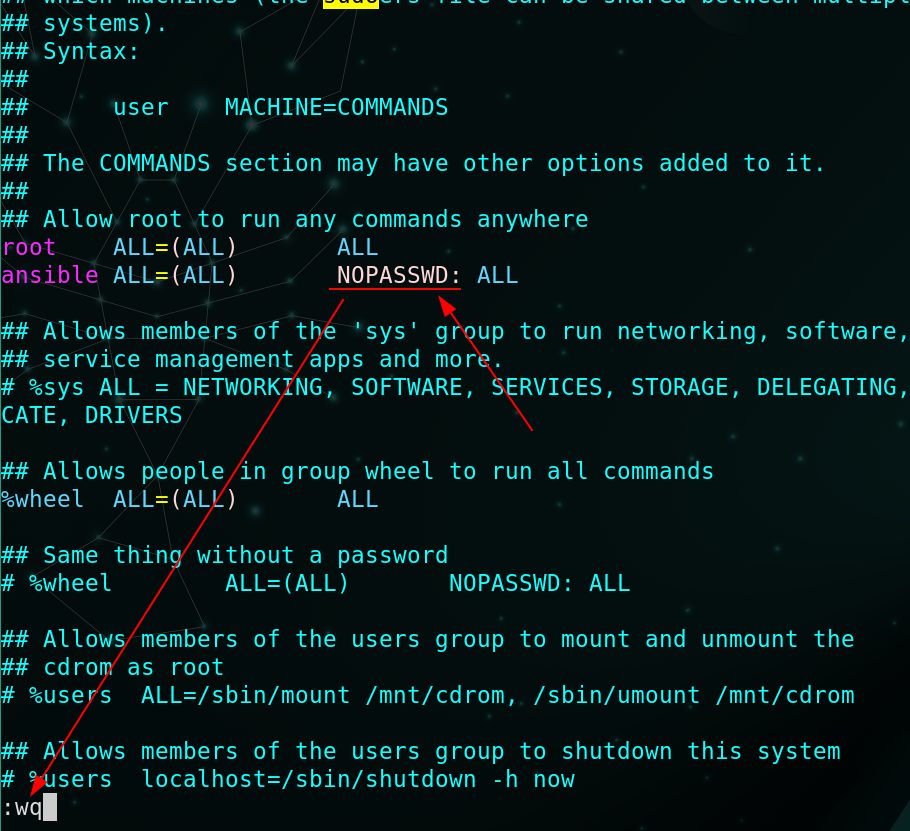 ## which machines (the sudoers file can be shared between multipl
## systems).
## Syntax:
##
##      user    MACHINE=COMMANDS
##
## The COMMANDS section may have other options added to it.
##
## Allow root to run any commands anywhere
root    ALL=(ALL)       ALL
ansible ALL=(ALL)       NOPASSWD: ALL
## Allows members of the 'sys' group to run networking, software,
## service management apps and more.
# %sys ALL = NETWORKING, SOFTWARE, SERVICES, STORAGE, DELEGATING,
CATE, DRIVERS
## Allows people in group wheel to run all commands
%wheel  ALL=(ALL)       ALL
## Same thing without a password
# %wheel        ALL=(ALL)       NOPASSWD: ALL
## Allows members of the users group to mount and unmount the
## cdrom as root
# %users  ALL=/sbin/mount /mnt/cdrom, /sbin/umount /mnt/cdrom
## Allows members of the users group to shutdown this system
# %users  localhost=/sbin/shutdown -h now
:wq